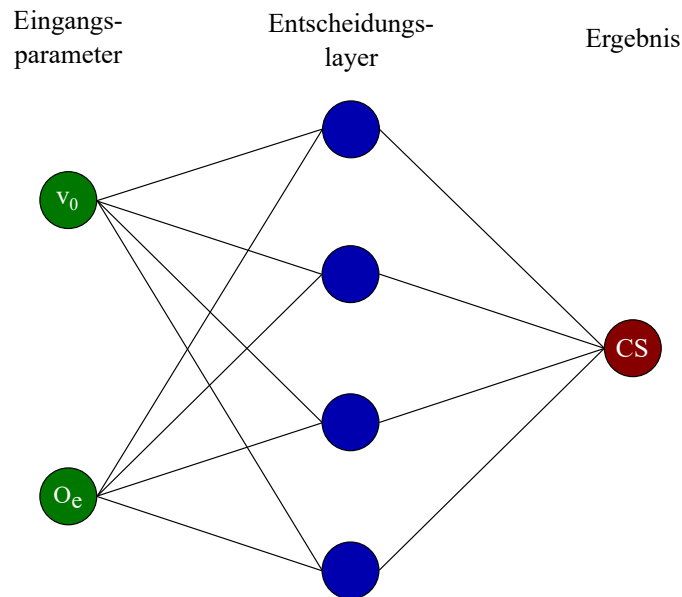 Eingangs-
parameter
Entscheidungs-
layer
Ergebnis
v₀
CS
Oₑ